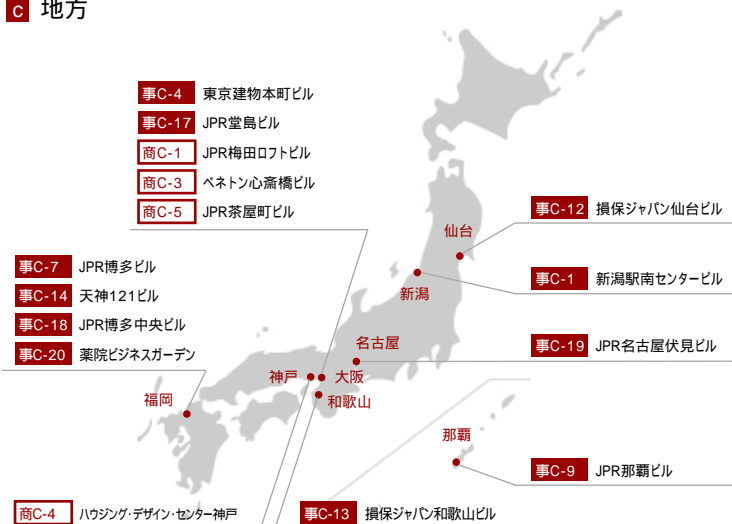 C 地方
事C-4 東京建物本町ビル
事C-17 JPR堂島ビル
商C-1 JPR梅田ロフトビル
商C-3 ベネトン心斎橋ビル
商C-5 JPR茶屋町ビル
仙台
事C-12 損保ジャパン仙台ビル
事C-7 JPR博多ビル
事C-14 天神121ビル
事C-18 JPR博多中央ビル
事C-20 薬院ビジネスガーデン
新潟
事C-1 新潟駅南センタービル
名古屋
事C-19 JPR名古屋伏見ビル
神戸
大阪
和歌山
福岡
那覇
事C-9 JPR那覇ビル
商C-4 ハウジング・デザイン・センター神戸
事C-13 損保ジャパン和歌山ビル